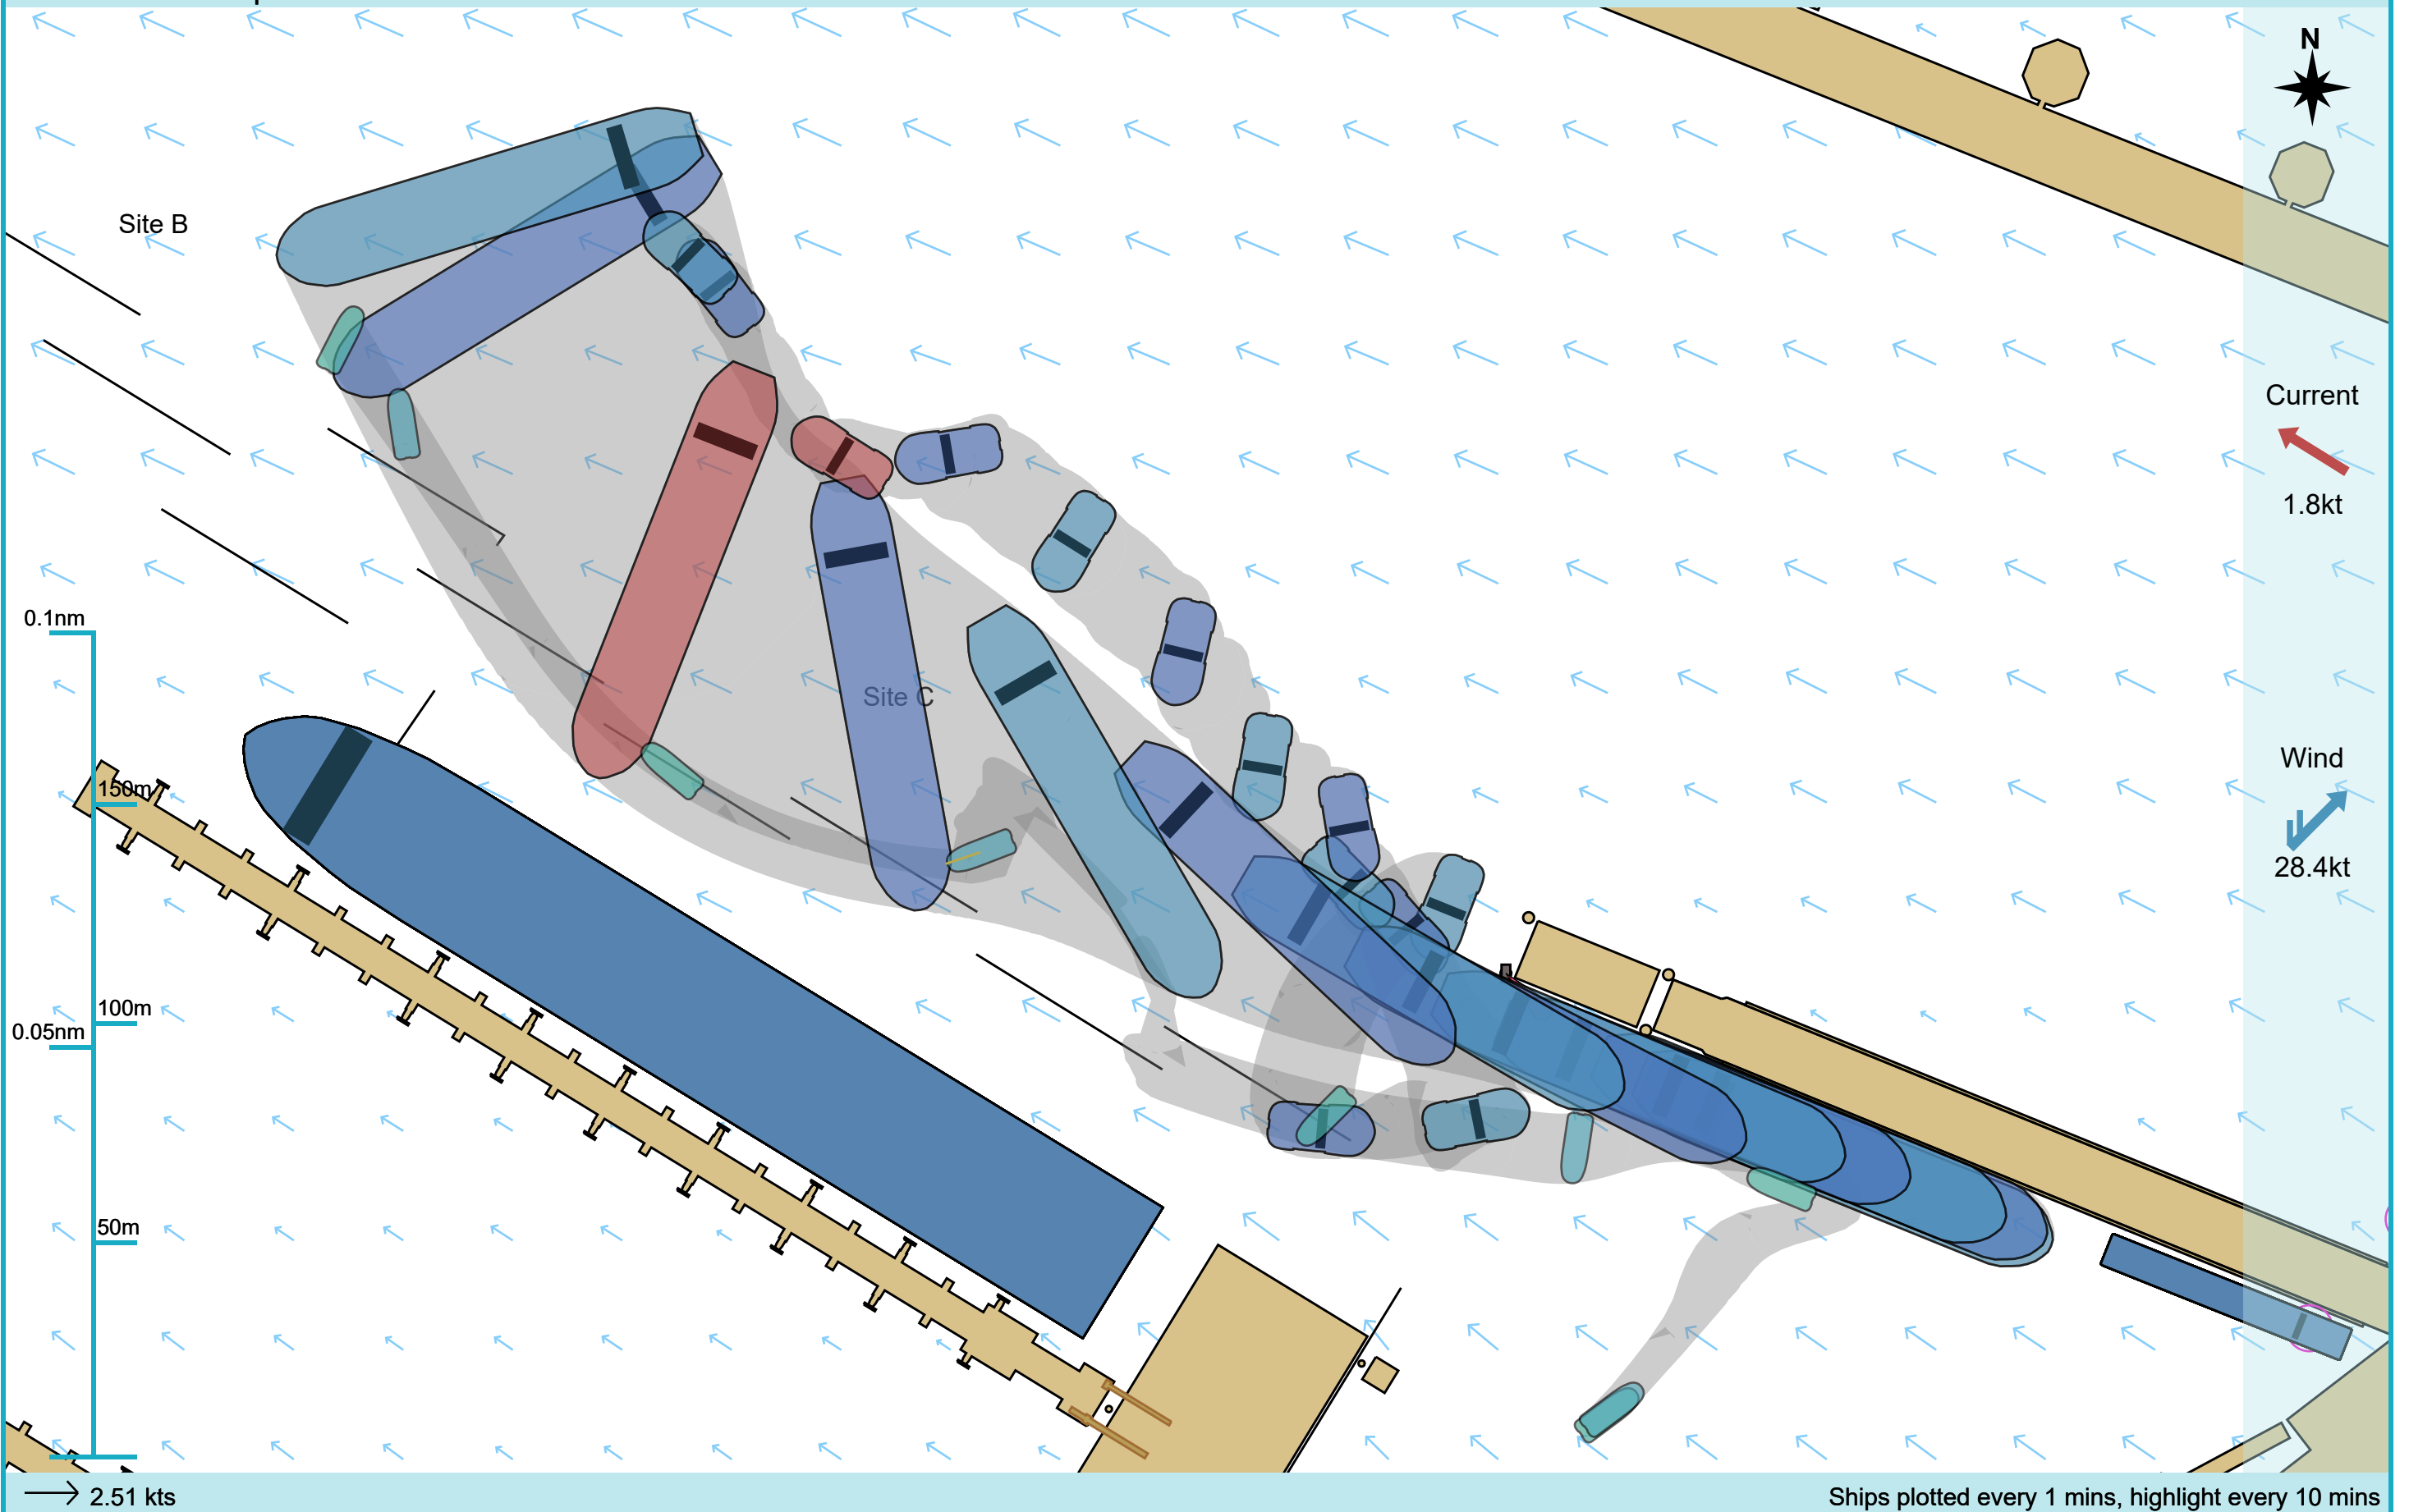 N
Site B
Current
1.8kt
0.1nm
Site C
Wind
150m
28.4kt
100m
0.05nm
50m
2.51 kts
Ships plotted every 1 mins, highlight every 10 mins